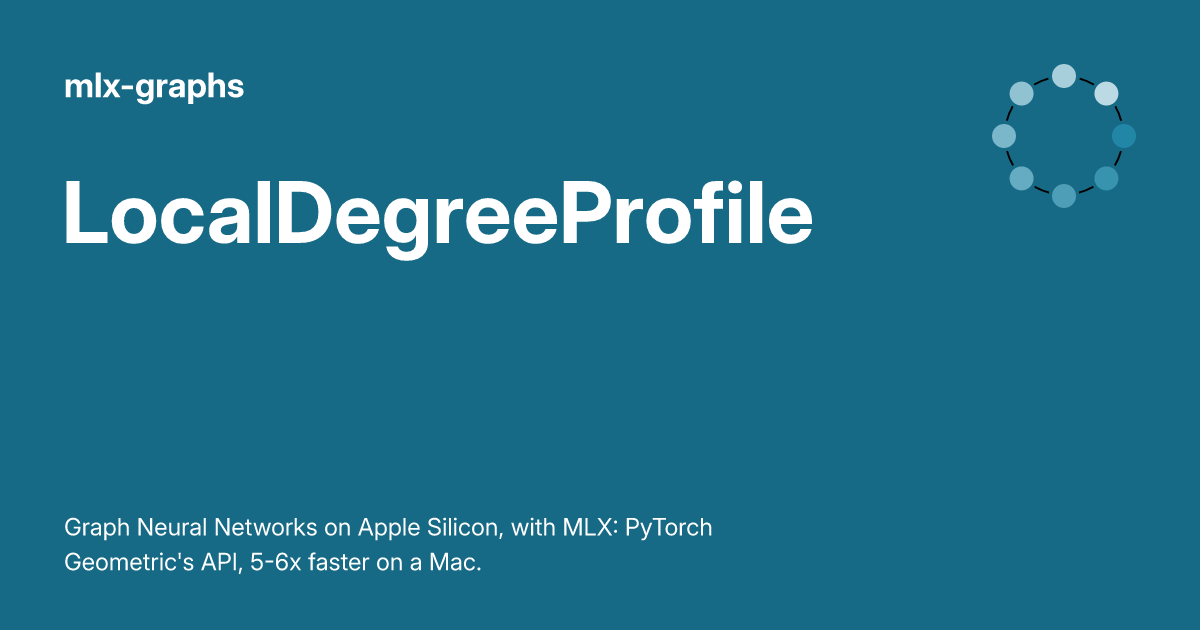 mlx-graphs
LocalDegreeProfile
Graph Neural Networks on Apple Silicon, with MLX: PyTorch
Geometric's API, 5-6x faster on a Mac.